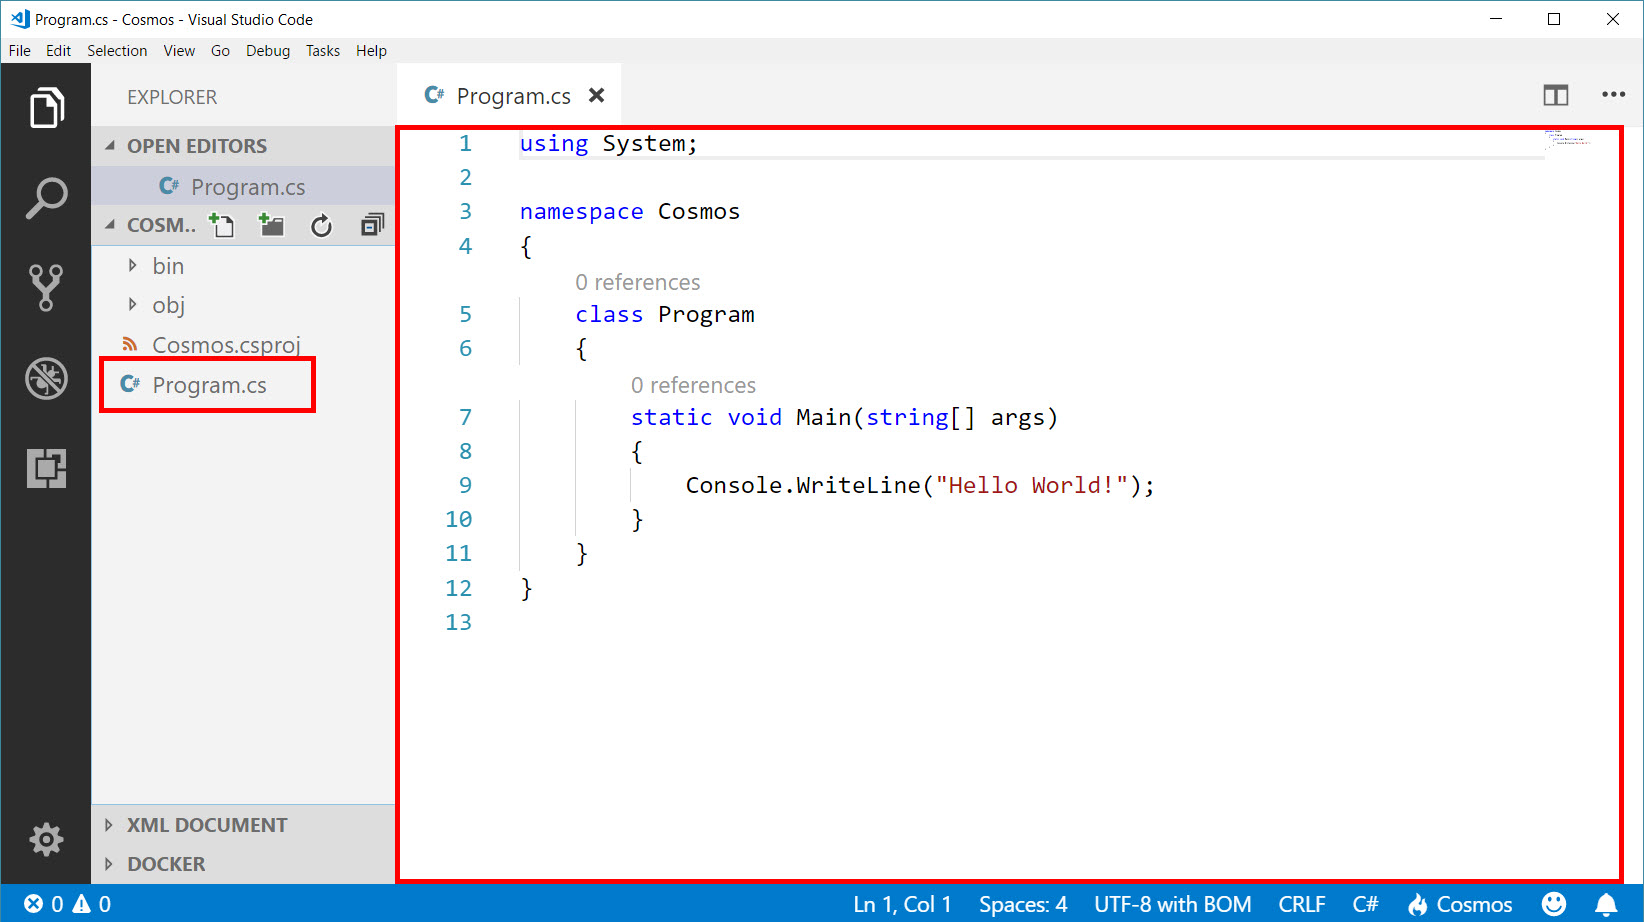 Program.cs - Cosmos - Visual Studio Code
File Edit Selection View Go Debug Tasks Help
EXPLORER
OPEN EDITORS
C# Program.cs
COSM..
bin
obj
Cosmos.csproj
C# Program.cs
XML DOCUMENT
DOCKER
C# Program.cs
1 using System;
2
3 namespace Cosmos
4 {
0 references
5 class Program
6 {
0 references
7 static void Main(string[] args)
8 {
9 Console.WriteLine("Hello World!");
10 }
11 }
12 }
13
0 0 Ln 1, Col 1 Spaces: 4 UTF-8 with BOM CRLF C# Cosmos